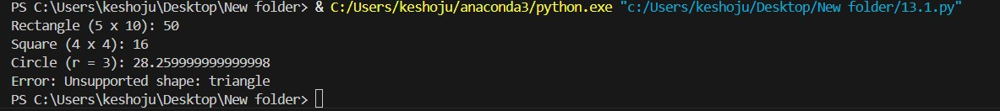 PS C:\Users\keshoju\Desktop\New folder> & C:/Users/keshoju/anaconda3/python.exe "c:/Users/keshoju/Desktop/New folder/13.1.py"
Rectangle (5 x 10): 50
Square (4 x 4): 16
Circle (r = 3): 28.259999999999998
Error: Unsupported shape: triangle
PS C:\Users\keshoju\Desktop\New folder>